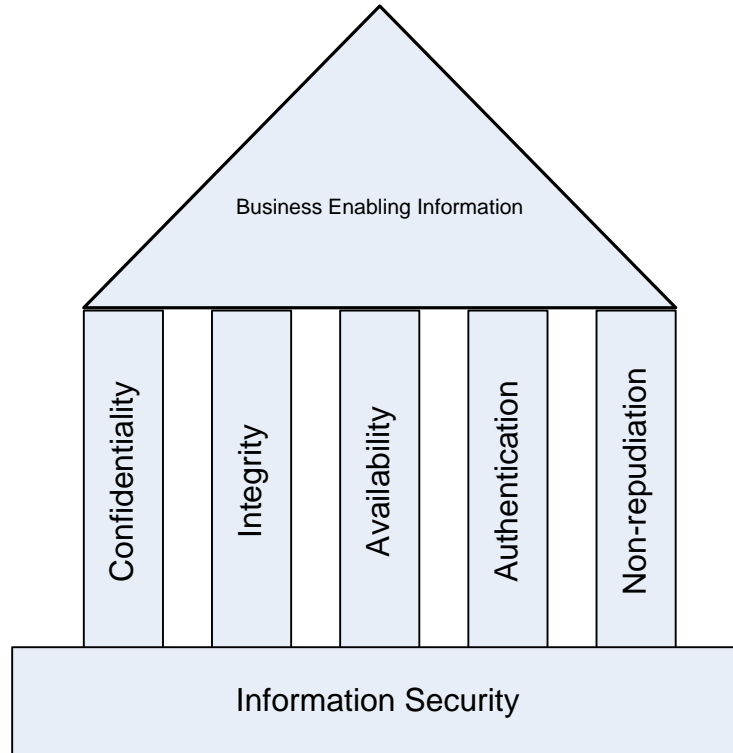 Business Enabling Information
Confidentiality
Integrity
Availability
Authentication
Non-repudiation
Information Security